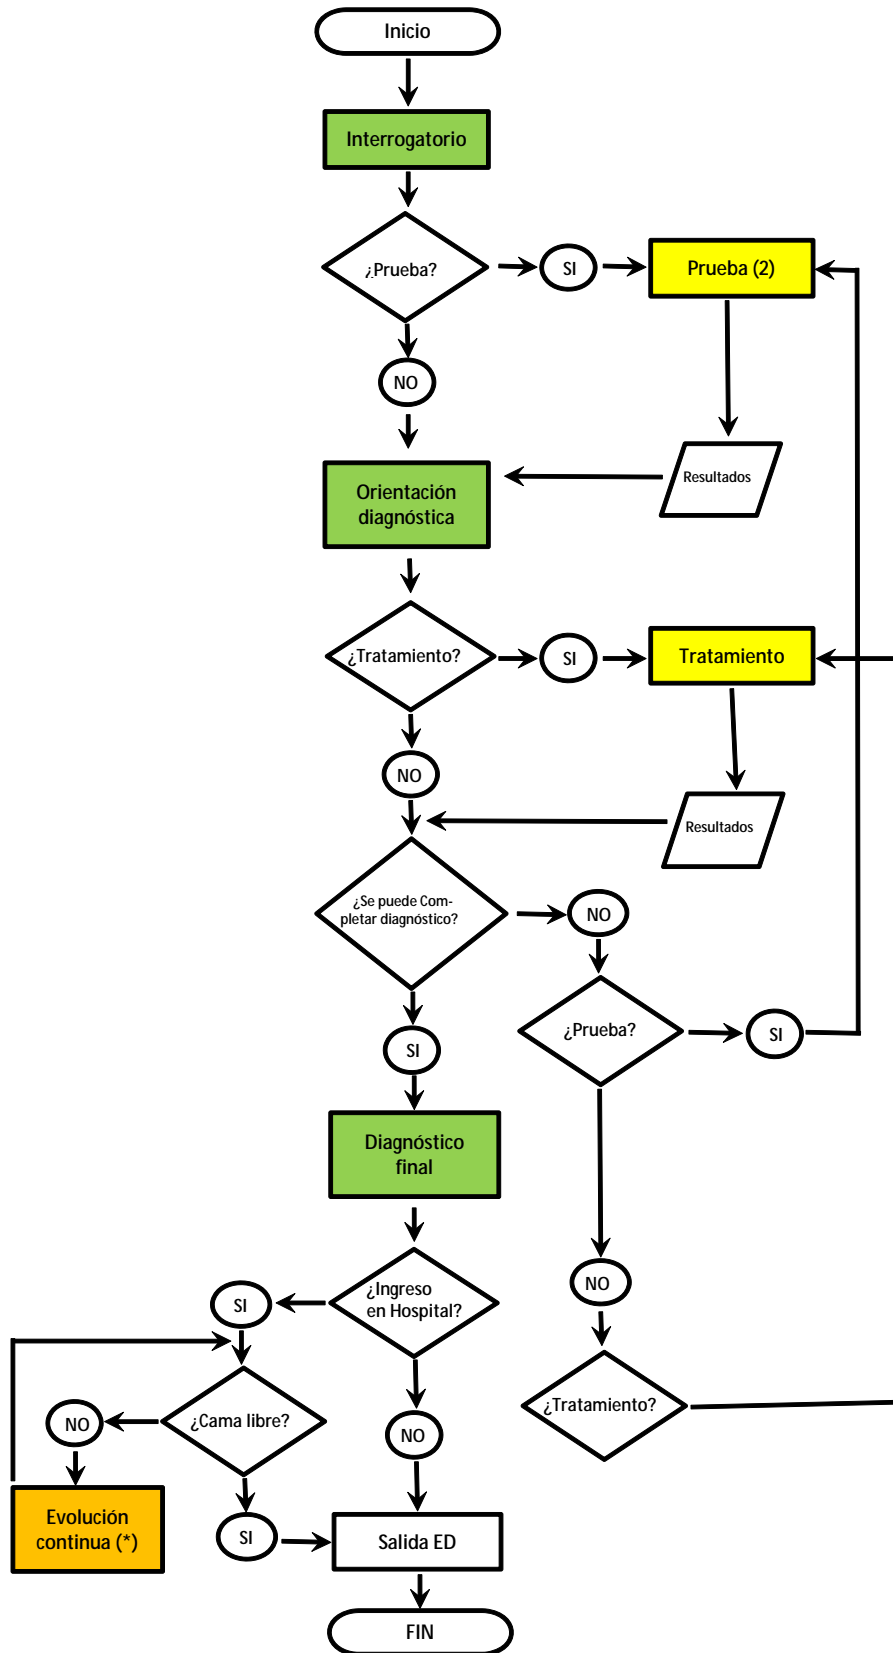 Inicio
Interrogatorio
¿Prueba?
SI
Prueba (2)
NO
Orientación
diagnóstica
Resultados
¿Tratamiento?
SI
Tratamiento
NO
Resultados
¿Se puede Com-
pletar diagnóstico?
NO
SI
¿Prueba?
SI
Diagnóstico
final
NO
¿Ingreso
en Hospital?
SI
¿Tratamiento?
¿Cama libre?
NO
NO
Evolución
continua (*)
SI
Salida ED
FIN